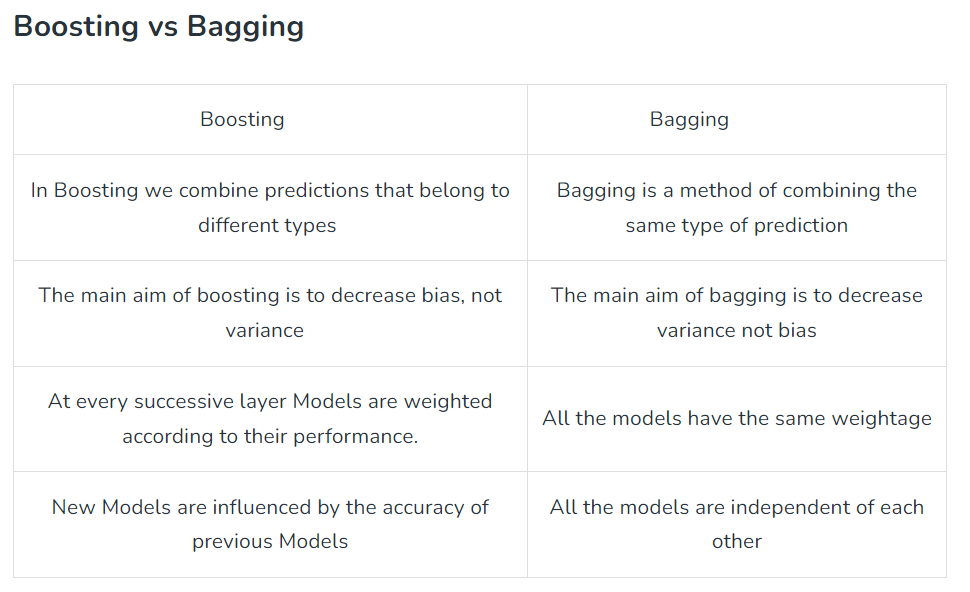 Boosting vs Bagging
Boosting
Bagging
In Boosting we combine predictions that belong to
different types
Bagging is a method of combining the
same type of prediction
The main aim of boosting is to decrease bias, not
variance
The main aim of bagging is to decrease
variance not bias
At every successive layer Models are weighted
according to their performance.
All the models have the same weightage
New Models are influenced by the accuracy of
previous Models
All the models are independent of each
other